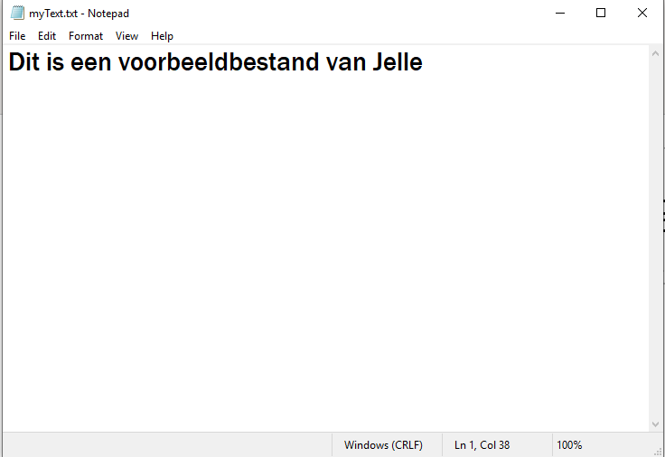 myText.txt - Notepad
File Edit Format View Help
Dit is een voorbeeldbestand van Jelle
Windows (CRLF) Ln 1, Col 38 100%